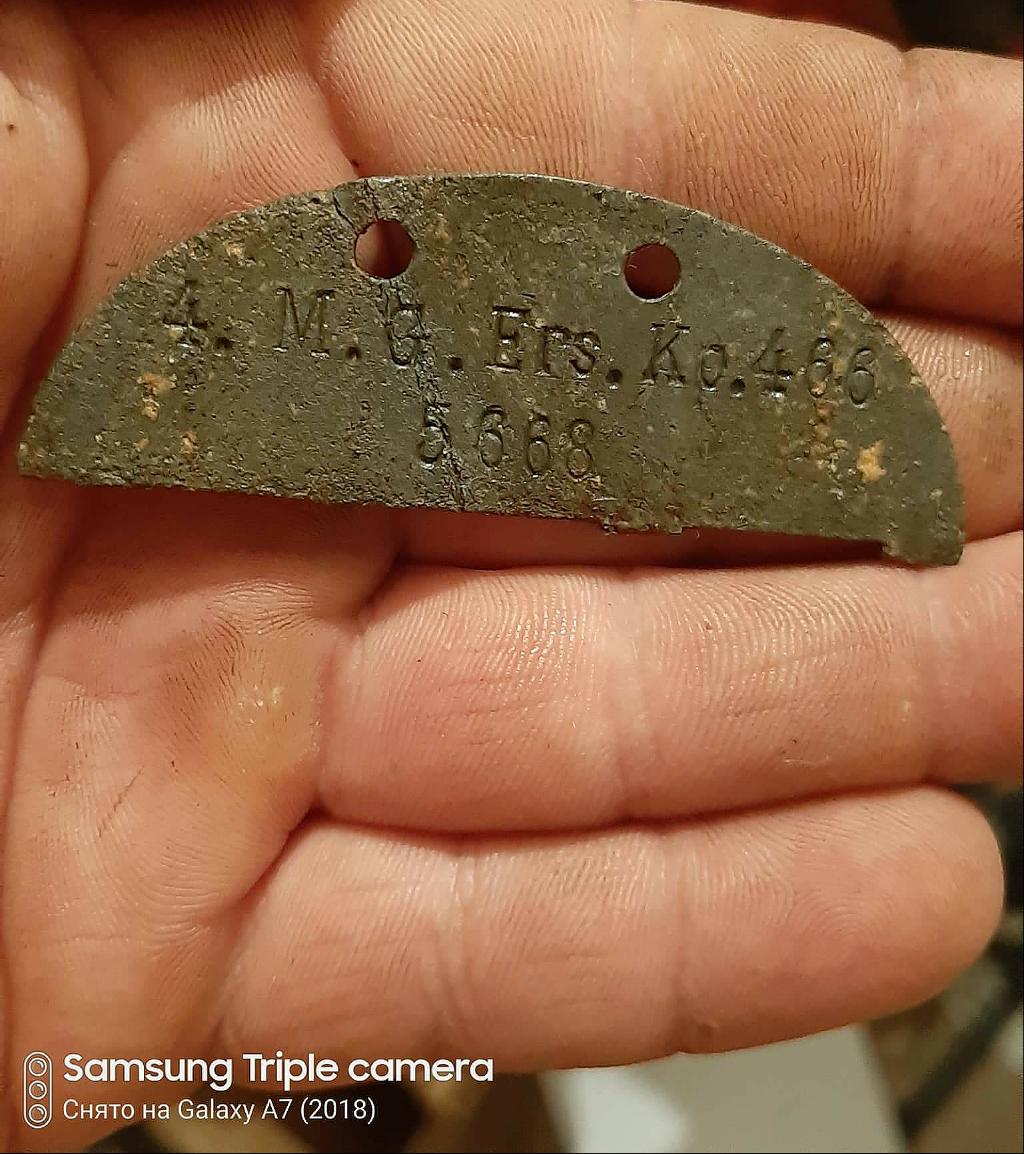 4. M.G.Ers.Ko.466
5668
Samsung Triple camera
Снято на Galaxy A7 (2018)